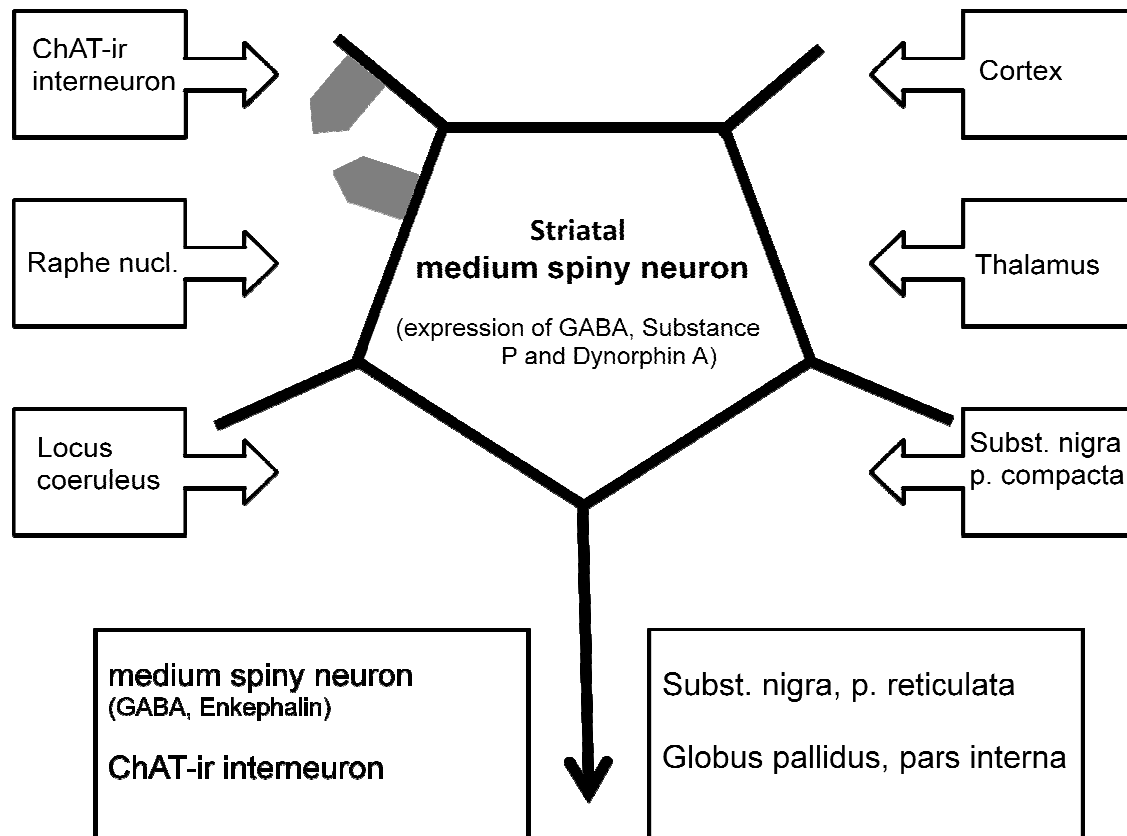 ChAT-ir
interneuron
Cortex
Raphe nucl.
Striatal
medium spiny neuron
(expression of GABA, Substance
P and Dynorphin A)
Thalamus
Locus
coeruleus
Subst. nigra
p. compacta
medium spiny neuron
(GABA, Enkephalin)
ChAT-ir interneuron
Subst. nigra, p. reticulata
Globus pallidus, pars interna